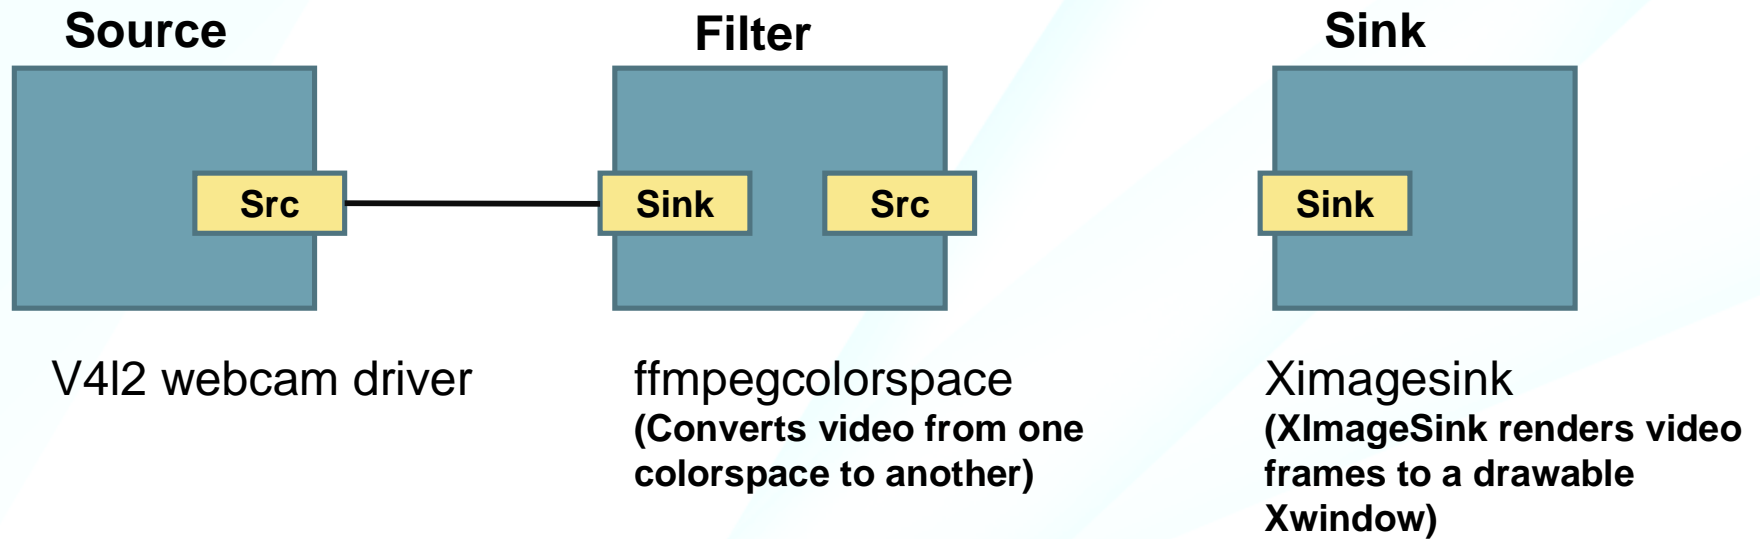 Source
Filter
Sink
Src
Sink
Src
Sink
V4l2 webcam driver
ffmpegcolorspace
(Converts video from one
colorspace to another)
Ximagesink
(XImageSink renders video
frames to a drawable
Xwindow)